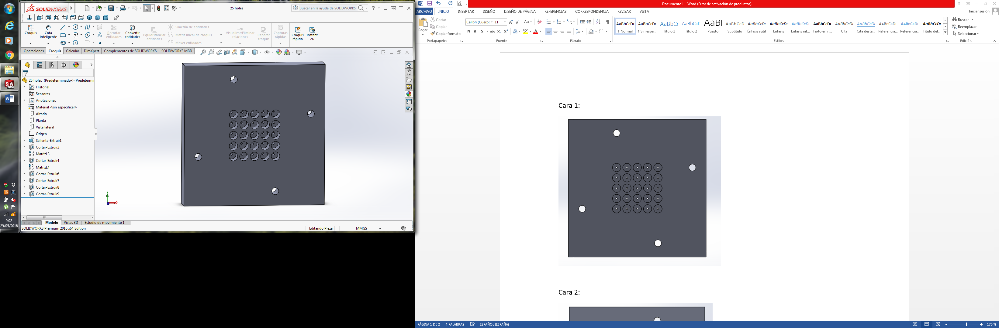 SOLIDWORKS
25 holes
Buscar en la ayuda de SOLIDWORKS
Croquis
Cota inteligente
Recortar entidades
Convertir entidades
Equidistanciar entidades
Simetría de entidades
Matriz lineal de croquis
Mover entidades
Visualizar/Eliminar relaciones
Reparar croquis
Capturas rápidas
Croquis rápido
Instant 2D
Operaciones
Croquis
Calcular
DimXpert
Complementos de SOLIDWORKS
SOLIDWORKS MBD
25 holes (Predeterminado<<Predetermi
Historial
Sensores
Anotaciones
Material <sin especificar>
Alzado
Planta
Vista lateral
Origen
Saliente-Extruir1
Cortar-Extruir3
MatrizL3
Cortar-Extruir4
MatrizL4
Cortar-Extruir6
Cortar-Extruir7
Cortar-Extruir8
Cortar-Extruir9
Y
X
Modelo
Vistas 3D
Estudio de movimiento 1
SOLIDWORKS Premium 2016 x64 Edition
Editando Pieza
MMGS
SW
2016
9:02
29/05/2018
Documento1 - Word (Error de activación de productos)
ARCHIVO
INICIO
INSERTAR
DISEÑO
DISEÑO DE PÁGINA
REFERENCIAS
CORRESPONDENCIA
REVISAR
VISTA
Iniciar sesión
Pegar
Cortar
Copiar
Copiar formato
Portapapeles
Calibri (Cuerpo
11
N K S abc x₂ x²
Fuente
Párrafo
AaBbCcDc
¶ Normal
AaBbCcDc
¶ Sin espa...
AaBbCc
Título 1
AaBbCcC
Título 2
AaBl
Puesto
AaBbCcC
Subtítulo
AaBbCcDc
Énfasis sutil
AaBbCcDc
Énfasis
AaBbCcDc
Énfasis int...
AaBbCcDc
Texto en n...
AaBbCcDc
Cita
AaBbCcDc
Cita desta...
AABBCCDC
Referencia...
AABBCCDC
Referencia...
AaBbCcDc
Título del...
Estilos
Buscar
Reemplazar
Seleccionar
Edición
Cara 1:
Cara 2:
PÁGINA 1 DE 2
4 PALABRAS
ESPAÑOL (ESPAÑA)
170 %